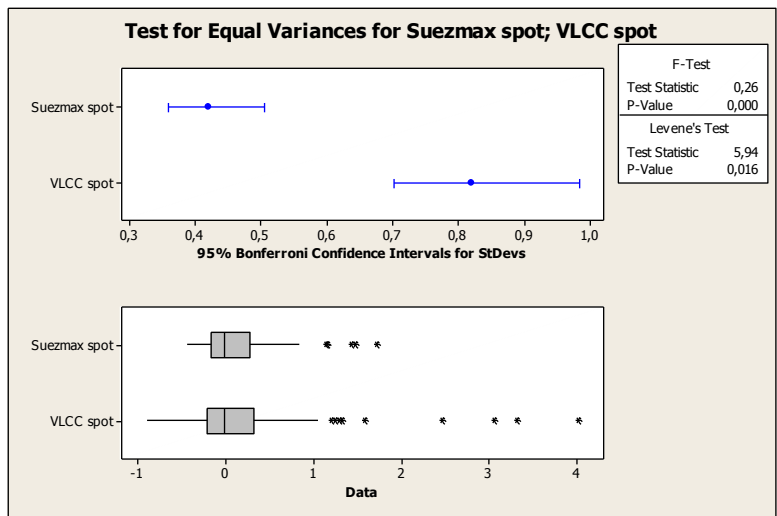 Test for Equal Variances for Suezmax spot; VLCC spot
F-Test
Test Statistic 0,26
P-Value 0,000
Levene's Test
Test Statistic 5,94
P-Value 0,016
Suezmax spot
VLCC spot
0,3 0,4 0,5 0,6 0,7 0,8 0,9 1,0
95% Bonferroni Confidence Intervals for StDevs
Suezmax spot
VLCC spot
-1 0 1 2 3 4
Data